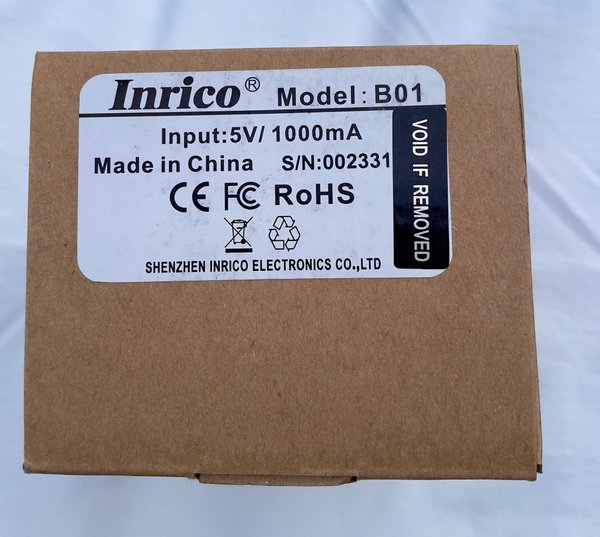 Inrico® Model: B01
Input:5V/ 1000mA
Made in China S/N:002331
CE FC RoHS
SHENZHEN INRICO ELECTRONICS CO.,LTD
VOID IF REMOVED